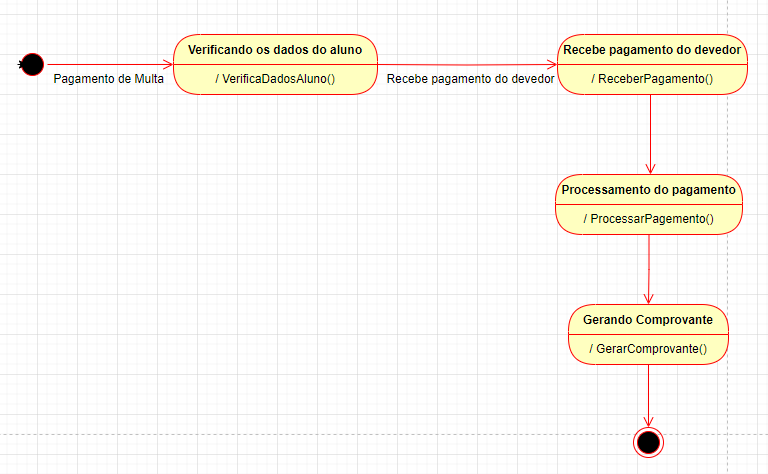 Verificando os dados do aluno
/ VerificaDadosAluno()
Pagamento de Multa
Recebe pagamento do devedor
Recebe pagamento do devedor
/ ReceberPagamento()
Processamento do pagamento
/ ProcessarPagemento()
Gerando Comprovante
/ GerarComprovante()